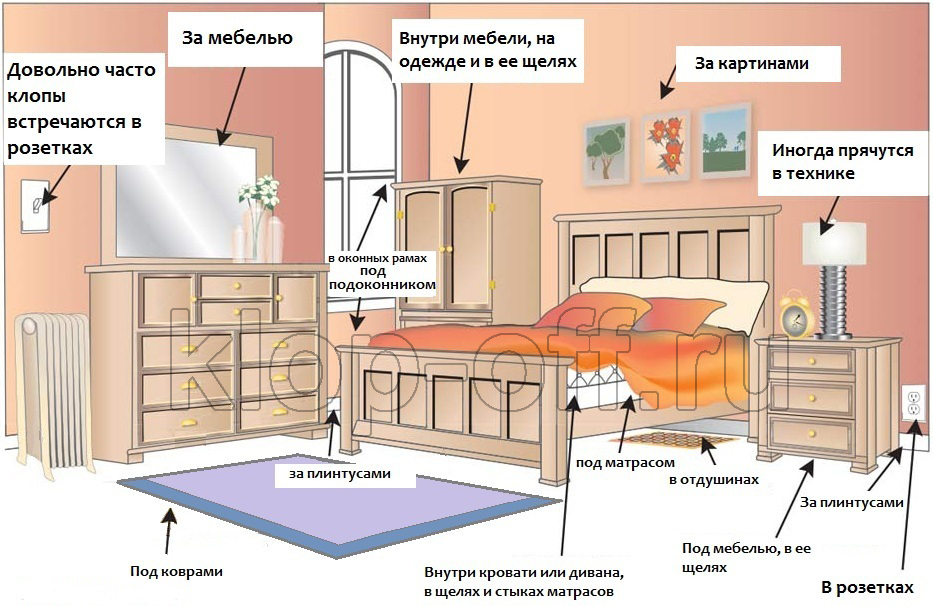 За мебелью
Внутри мебели, на
одежде и в ее щелях
За картинами
Довольно часто
клопы
встречаются в
розетках
Иногда прячутся
в технике
в оконных рамах
под
подоконником
klop-off.ru
за плинтусами
под матрасом
в отдушинах
За плинтусами
Под коврами
Внутри кровати или дивана,
в щелях и стыках матрасов
Под мебелью, в ее
щелях
В розетках